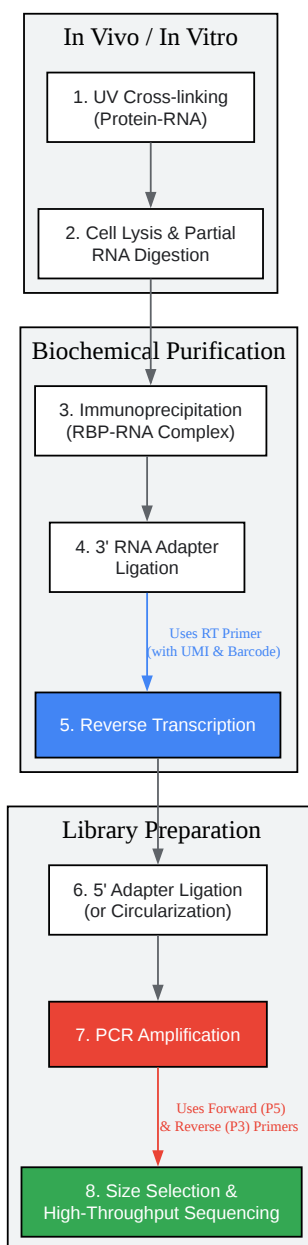 In Vivo / In Vitro
1. UV Cross-linking
(Protein-RNA)
2. Cell Lysis & Partial
RNA Digestion
Biochemical Purification
3. Immunoprecipitation
(RBP-RNA Complex)
4. 3' RNA Adapter
Ligation
Uses RT Primer
(with UMI & Barcode)
5. Reverse Transcription
Library Preparation
6. 5' Adapter Ligation
(or Circularization)
7. PCR Amplification
Uses Forward (P5)
& Reverse (P3) Primers
8. Size Selection &
High-Throughput Sequencing